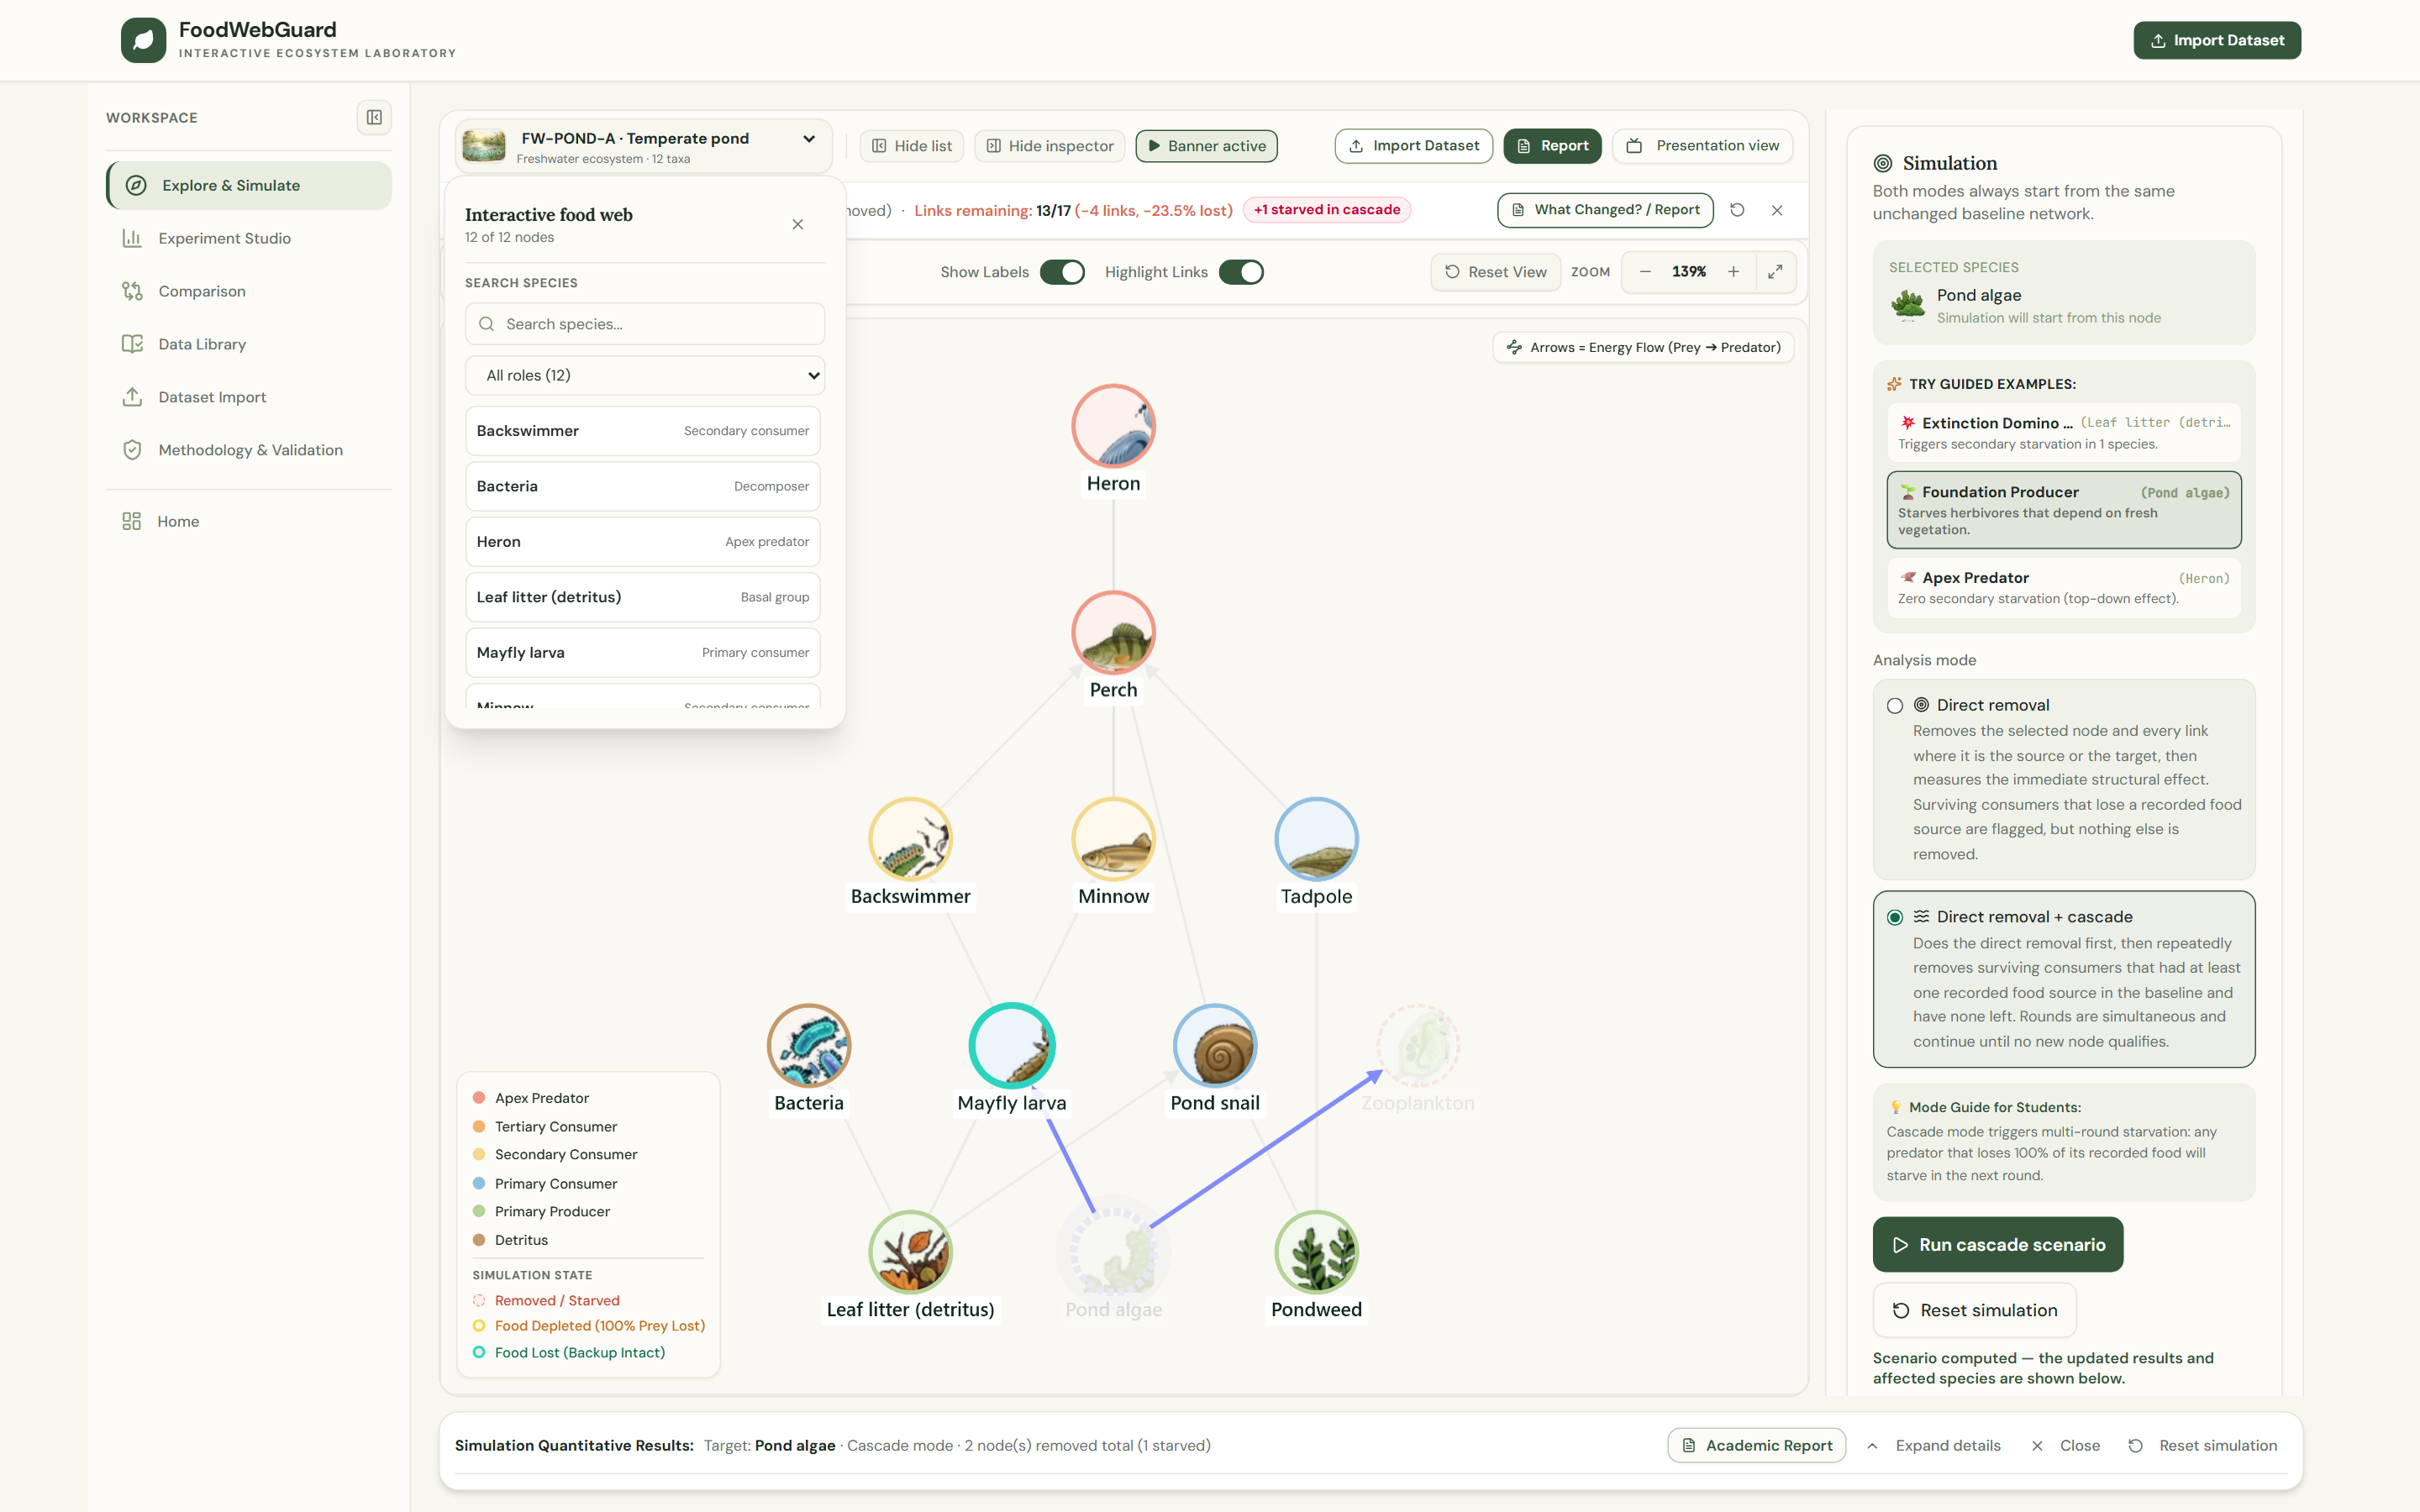 FoodWebGuard
INTERACTIVE ECOSYSTEM LABORATORY
Import Dataset
WORKSPACE
Explore & Simulate
Experiment Studio
Comparison
Data Library
Dataset Import
Methodology & Validation
Home
FW-POND-A · Temperate pond
Freshwater ecosystem · 12 taxa
Hide list
Hide inspector
Banner active
Import Dataset
Report
Presentation view
· Links remaining: 13/17 (−4 links, −23.5% lost)
+1 starved in cascade
What Changed? / Report
Interactive food web
12 of 12 nodes
SEARCH SPECIES
Search species...
All roles (12)
Backswimmer Secondary consumer
Bacteria Decomposer
Heron Apex predator
Leaf litter (detritus) Basal group
Mayfly larva Primary consumer
Minnow Secondary consumer
Show Labels
Highlight Links
Reset View
ZOOM
− 139% +
Arrows = Energy Flow (Prey → Predator)
Heron
Perch
Backswimmer
Minnow
Tadpole
Bacteria
Mayfly larva
Pond snail
Zooplankton
Leaf litter (detritus)
Pond algae
Pondweed
Apex Predator
Tertiary Consumer
Secondary Consumer
Primary Consumer
Primary Producer
Detritus
SIMULATION STATE
Removed / Starved
Food Depleted (100% Prey Lost)
Food Lost (Backup Intact)
Simulation
Both modes always start from the same
unchanged baseline network.
SELECTED SPECIES
Pond algae
Simulation will start from this node
TRY GUIDED EXAMPLES:
Extinction Domino ... (Leaf litter (detri...
Triggers secondary starvation in 1 species.
Foundation Producer (Pond algae)
Starves herbivores that depend on fresh
vegetation.
Apex Predator (Heron)
Zero secondary starvation (top-down effect).
Analysis mode
Direct removal
Removes the selected node and every link
where it is the source or the target, then
measures the immediate structural effect.
Surviving consumers that lose a recorded food
source are flagged, but nothing else is
removed.
Direct removal + cascade
Does the direct removal first, then repeatedly
removes surviving consumers that had at least
one recorded food source in the baseline and
have none left. Rounds are simultaneous and
continue until no new node qualifies.
Mode Guide for Students:
Cascade mode triggers multi-round starvation: any
predator that loses 100% of its recorded food will
starve in the next round.
Run cascade scenario
Reset simulation
Scenario computed — the updated results and
affected species are shown below.
Simulation Quantitative Results: Target: Pond algae · Cascade mode · 2 node(s) removed total (1 starved)
Academic Report
Expand details
Close
Reset simulation